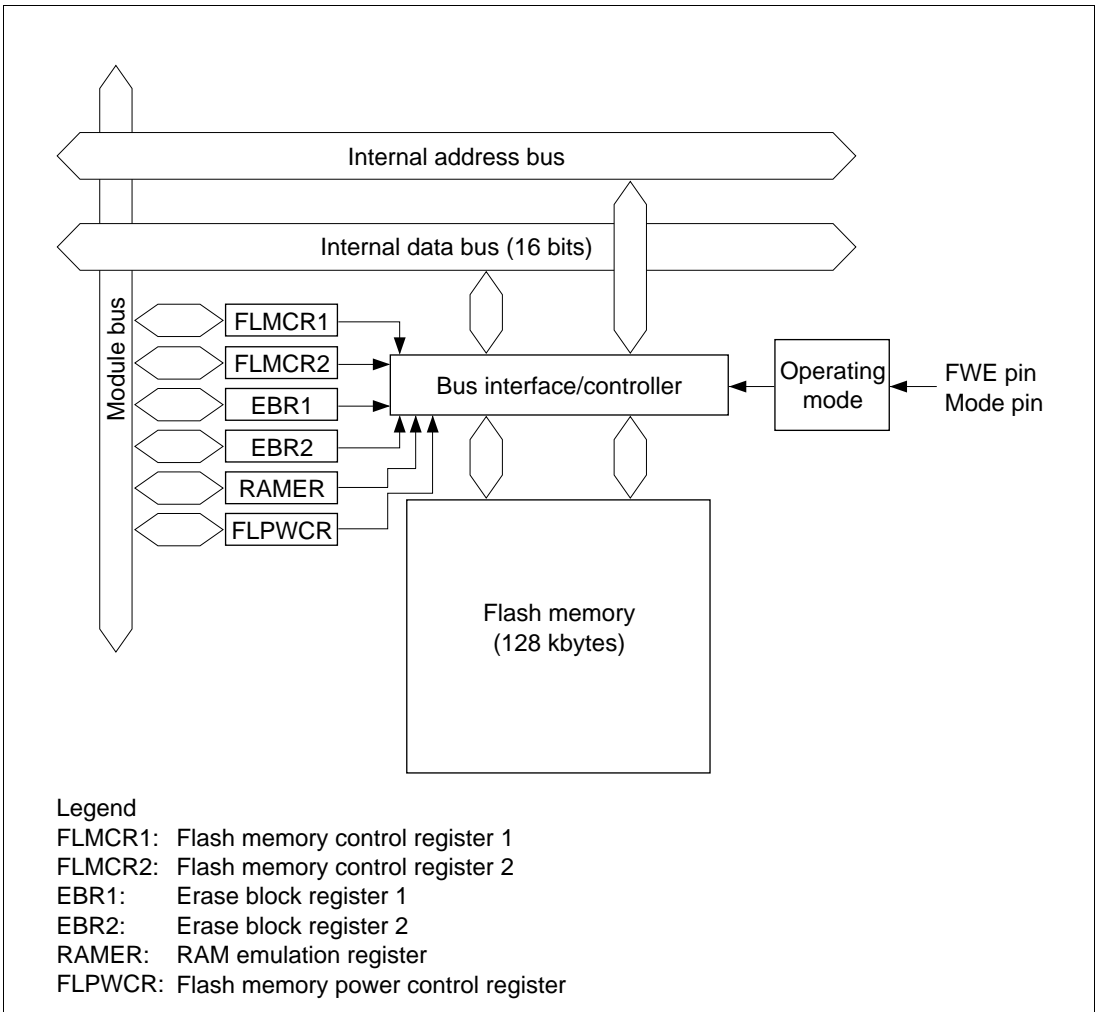 Internal address bus
Internal data bus (16 bits)
Module bus
FLMCR1
FLMCR2
EBR1
EBR2
RAMER
FLPWCR
Bus interface/controller
Operating
mode
FWE pin
Mode pin
Flash memory
(128 kbytes)
Legend
FLMCR1: Flash memory control register 1
FLMCR2: Flash memory control register 2
EBR1: Erase block register 1
EBR2: Erase block register 2
RAMER: RAM emulation register
FLPWCR: Flash memory power control register